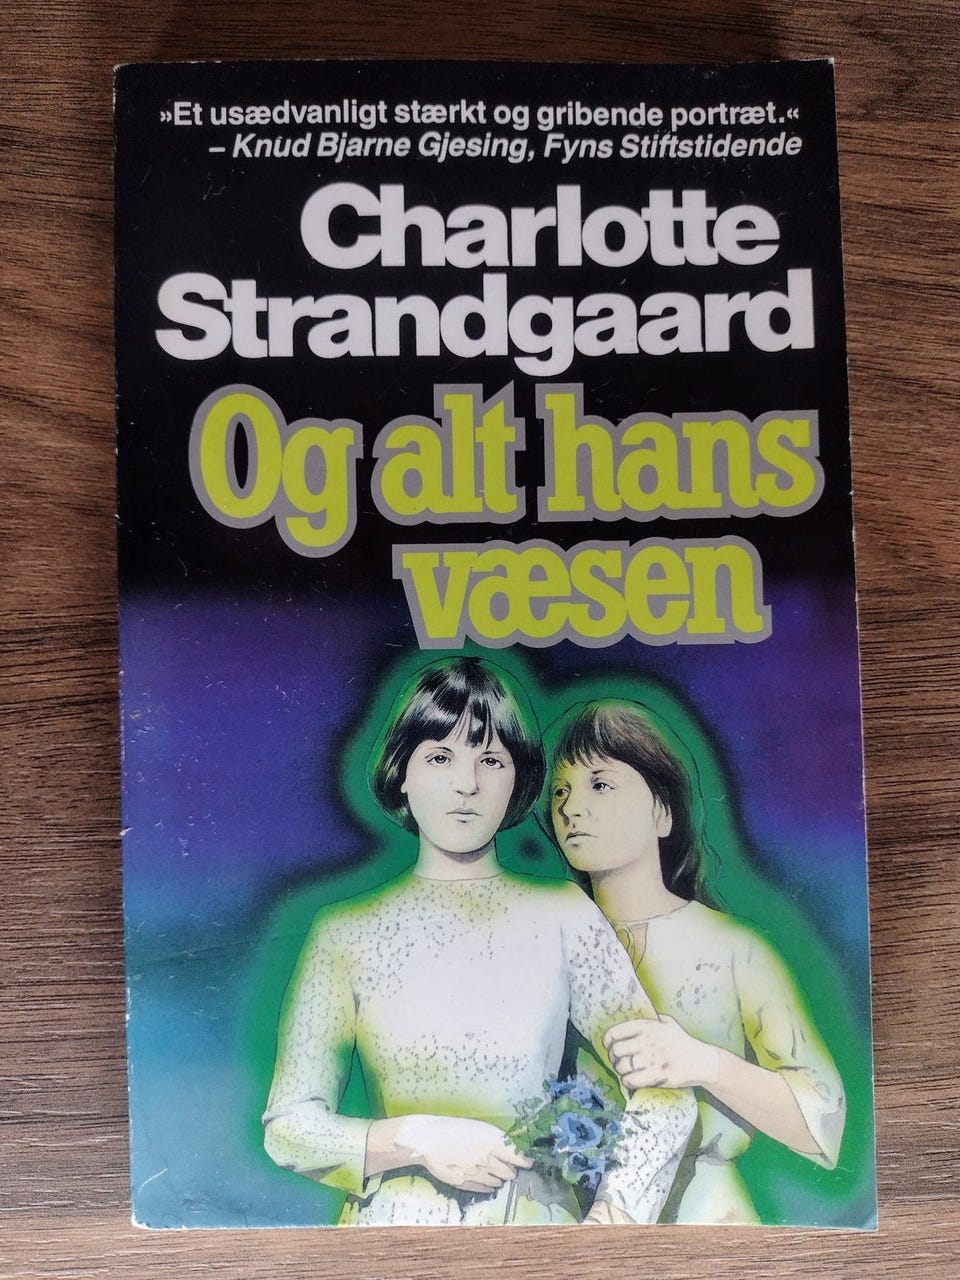 »Et usædvanligt stærkt og gribende portræt.«
– Knud Bjarne Gjesing, Fyns Stiftstidende
Charlotte
Strandgaard
Og alt hans
væsen